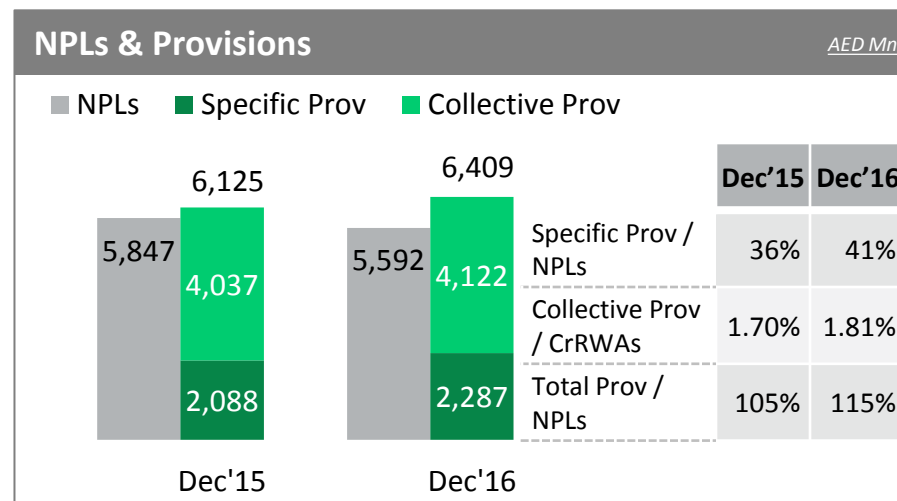 NPLs & Provisions
AED Mn
NPLs Specific Prov Collective Prov
6,125
5,847
4,037
2,088
Dec'15
6,409
5,592
4,122
2,287
Dec'16
Dec’15 Dec’16
Specific Prov /
NPLs
36% 41%
Collective Prov
/ CrRWAs
1.70% 1.81%
Total Prov /
NPLs
105% 115%